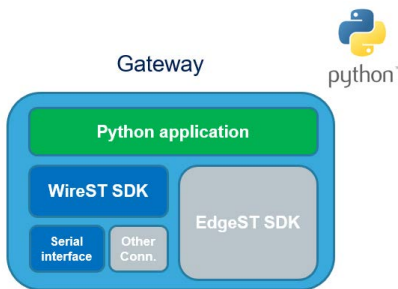 Gateway
python
Python application
WireST SDK
EdgeST SDK
Serial
interface
Other
Conn.